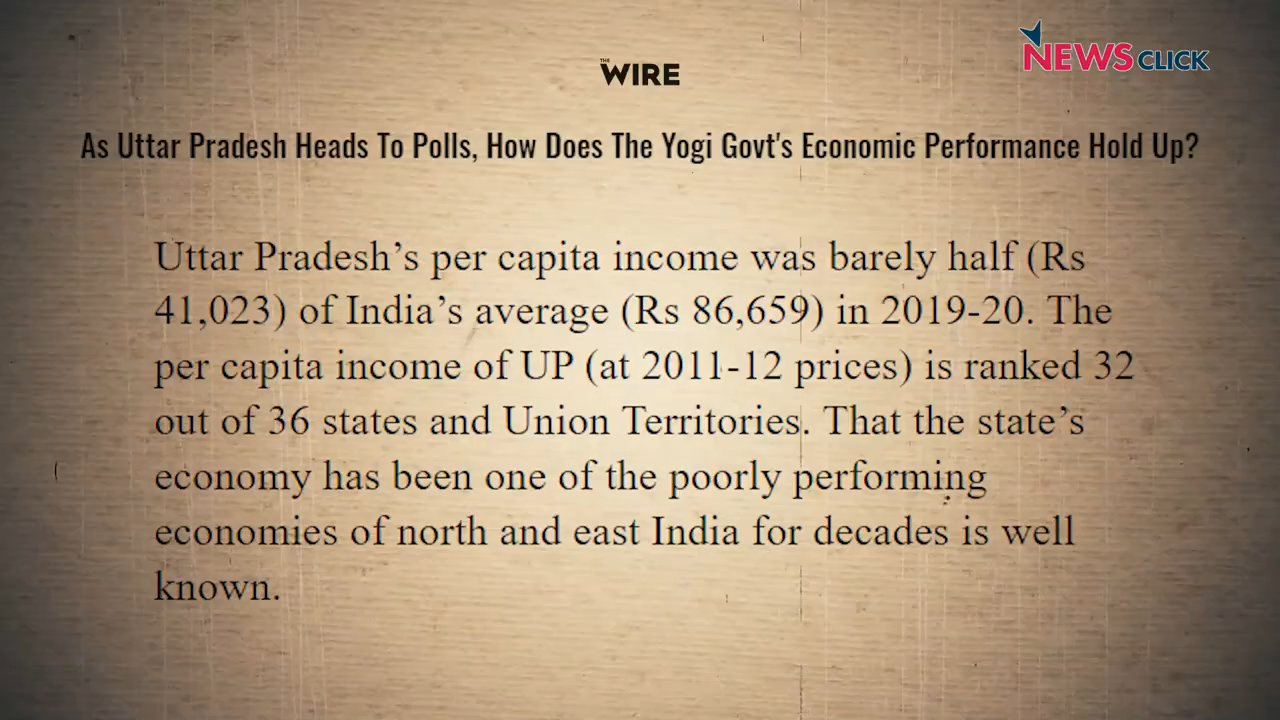 NEWSCLICK
THE WIRE
As Uttar Pradesh Heads To Polls, How Does The Yogi Govt's Economic Performance Hold Up?
Uttar Pradesh’s per capita income was barely half (Rs
41,023) of India’s average (Rs 86,659) in 2019-20. The
per capita income of UP (at 2011-12 prices) is ranked 32
out of 36 states and Union Territories. That the state’s
economy has been one of the poorly performing
economies of north and east India for decades is well
known.